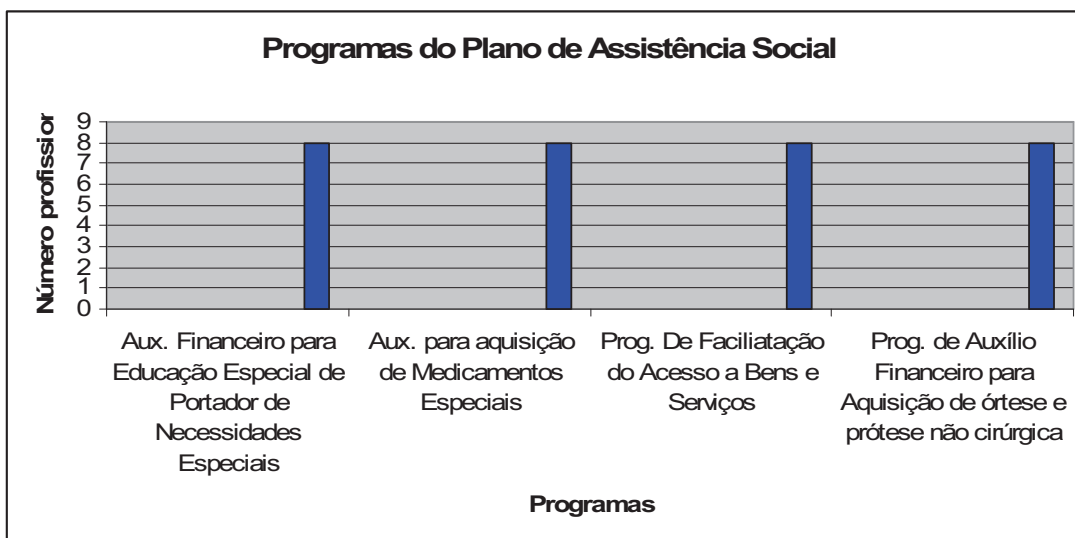 Programas do Plano de Assistência Social
Número profissior
9
8
7
6
5
4
3
2
1
0
Aux. Financeiro para
Educação Especial de
Portador de
Necessidades
Especiais
Aux. para aquisição
de Medicamentos
Especiais
Prog. De Faciliatação
do Acesso a Bens e
Serviços
Prog. de Auxílio
Financeiro para
Aquisição de órtese e
prótese não cirúrgica
Programas